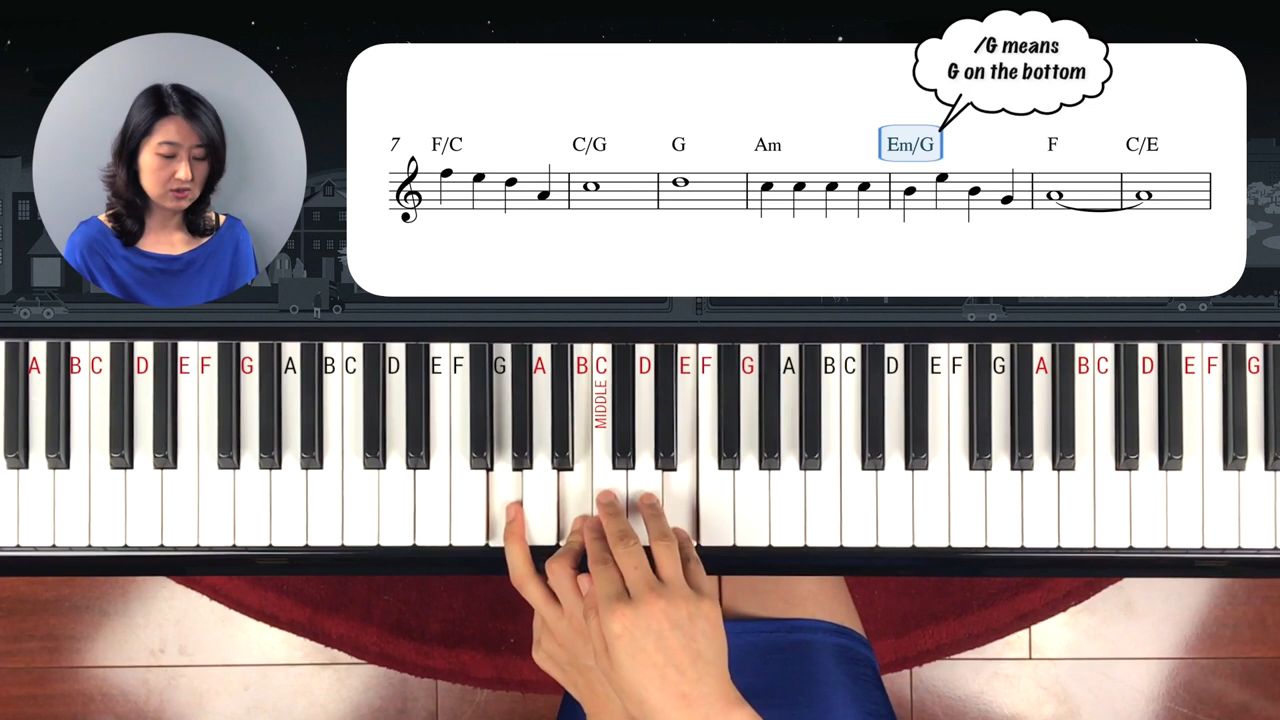 /G means
G on the bottom
7 F/C C/G G Am Em/G F C/E
A B C D E F G A B C D E F G A B C D E F G A B C D E F G A B C D E F G
MIDDLE